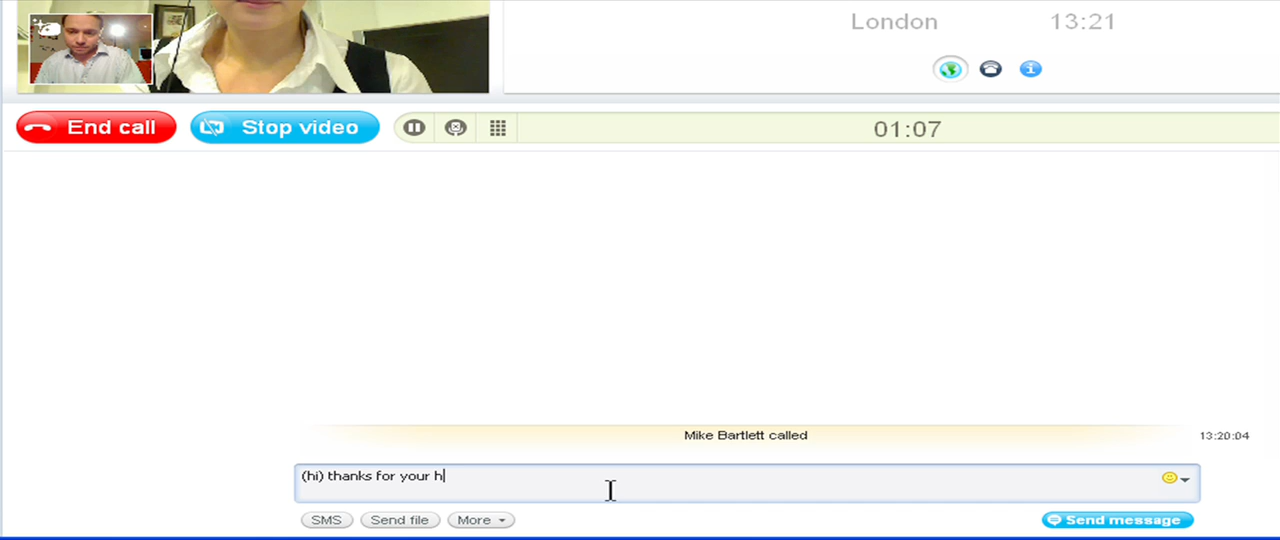 London 13:21
End call Stop video 01:07
Mike Bartlett called 13:20:04
(hi) thanks for your h
SMS Send file More Send message